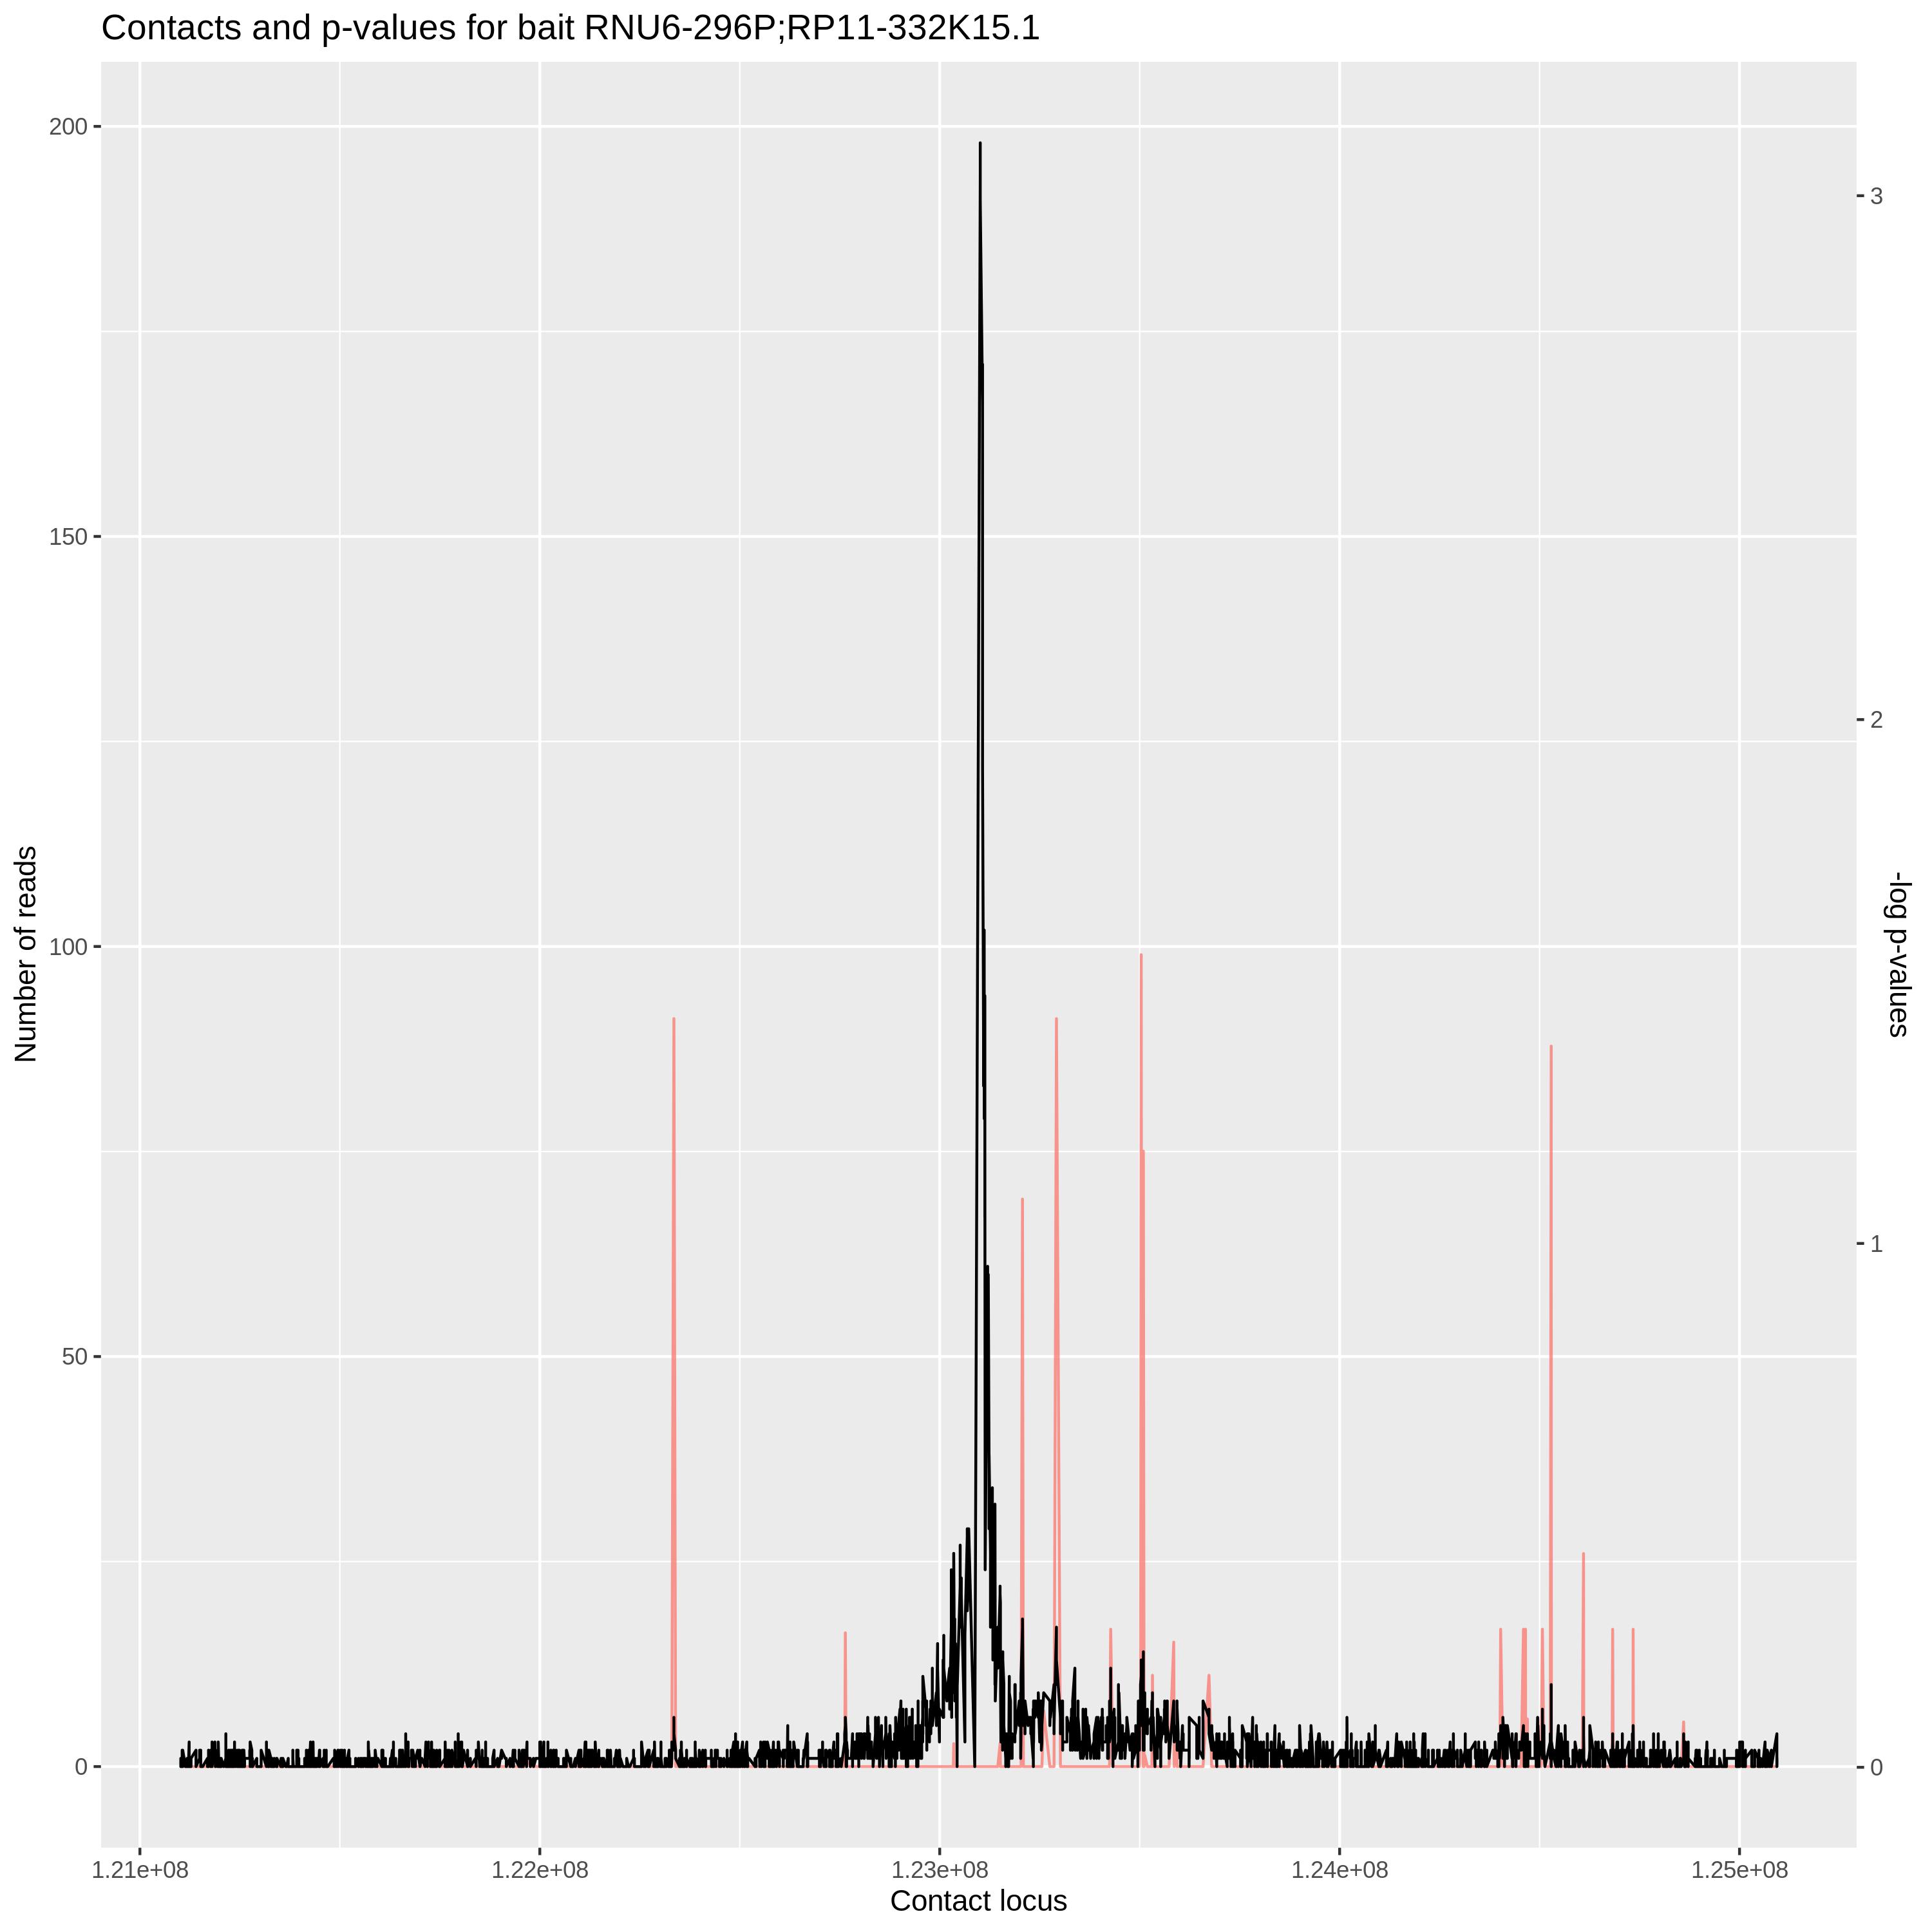 Contacts and p-values for bait RNU6-296P;RP11-332K15.1
200
150
100
50
0
Number of reads
3
2
1
0
-log p-values
1.21e+08
1.22e+08
1.23e+08
1.24e+08
1.25e+08
Contact locus